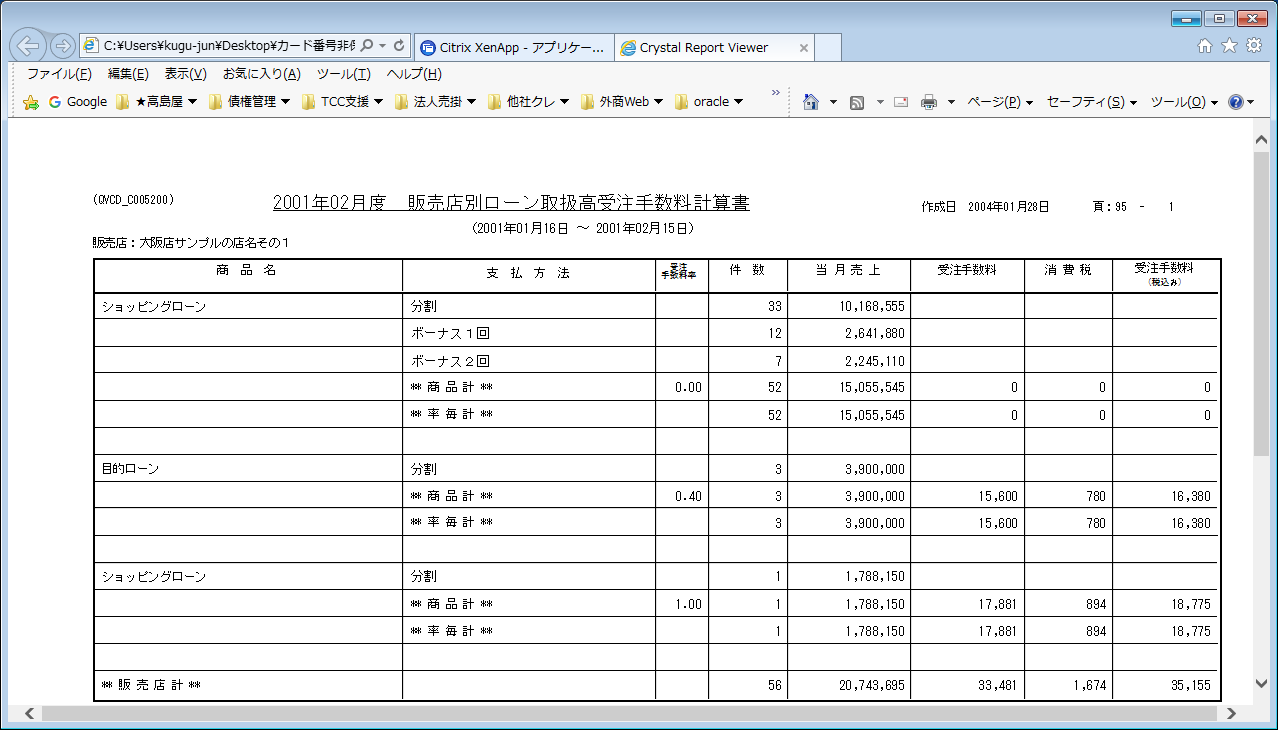 C:¥Users¥kugu-jun¥Desktop¥カード番号非
Citrix XenApp - アプリケー...
Crystal Report Viewer
ファイル(F) 編集(E) 表示(V) お気に入り(A) ツール(T) ヘルプ(H)
Google ★高島屋 債権管理 TCC支援 法人売掛 他社クレ 外商Web oracle » ページ(P) セーフティ(S) ツール(O)
(QVCD_C005200) 2001年02月度 販売店別ローン取扱高受注手数料計算書 作成日 2004年01月28日 頁:95 - 1
(2001年01月16日 ～ 2001年02月15日)
販売店:大阪店サンプルの店名その1
商 品 名 支 払 方 法 受注手数料率 件 数 当 月 売 上 受注手数料 消 費 税 受注手数料(税込み)
ショッピングローン 分割 33 10,168,555
ボーナス1回 12 2,641,880
ボーナス2回 7 2,245,110
** 商 品 計 ** 0.00 52 15,055,545 0 0 0
** 率 毎 計 ** 52 15,055,545 0 0 0
目的ローン 分割 3 3,900,000
** 商 品 計 ** 0.40 3 3,900,000 15,600 780 16,380
** 率 毎 計 ** 3 3,900,000 15,600 780 16,380
ショッピングローン 分割 1 1,788,150
** 商 品 計 ** 1.00 1 1,788,150 17,881 894 18,775
** 率 毎 計 ** 1 1,788,150 17,881 894 18,775
** 販 売 店 計 ** 56 20,743,695 33,481 1,674 35,155